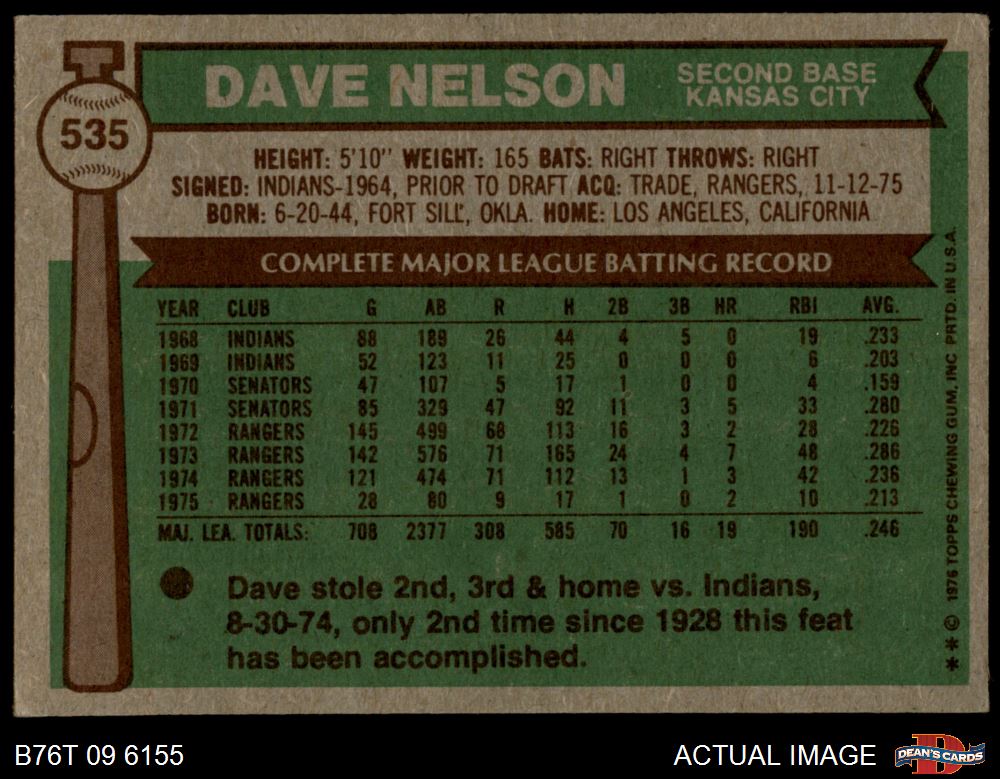 DAVE NELSON SECOND BASE
KANSAS CITY
535
HEIGHT: 5'10" WEIGHT: 165 BATS: RIGHT THROWS: RIGHT
SIGNED: INDIANS-1964, PRIOR TO DRAFT ACQ: TRADE, RANGERS, 11-12-75
BORN: 6-20-44, FORT SILL, OKLA. HOME: LOS ANGELES, CALIFORNIA
COMPLETE MAJOR LEAGUE BATTING RECORD
YEAR CLUB G AB R H 2B 3B HR RBI AVG.
1968 INDIANS 88 189 26 44 4 5 0 19 .233
1969 INDIANS 52 123 11 25 0 0 0 6 .203
1970 SENATORS 47 107 5 17 1 0 0 4 .159
1971 SENATORS 85 329 47 92 11 3 5 33 .280
1972 RANGERS 145 499 68 113 16 3 2 28 .226
1973 RANGERS 142 576 71 165 24 4 7 48 .286
1974 RANGERS 121 474 71 112 13 1 3 42 .236
1975 RANGERS 28 80 9 17 1 0 2 10 .213
MAJ. LEA. TOTALS: 708 2377 308 585 70 16 19 190 .246
Dave stole 2nd, 3rd & home vs. Indians,
8-30-74, only 2nd time since 1928 this feat
has been accomplished.
** © 1976 TOPPS CHEWING GUM, INC PRTD. IN U.S.A.
B76T 09 6155 ACTUAL IMAGE DEAN'S CARDS